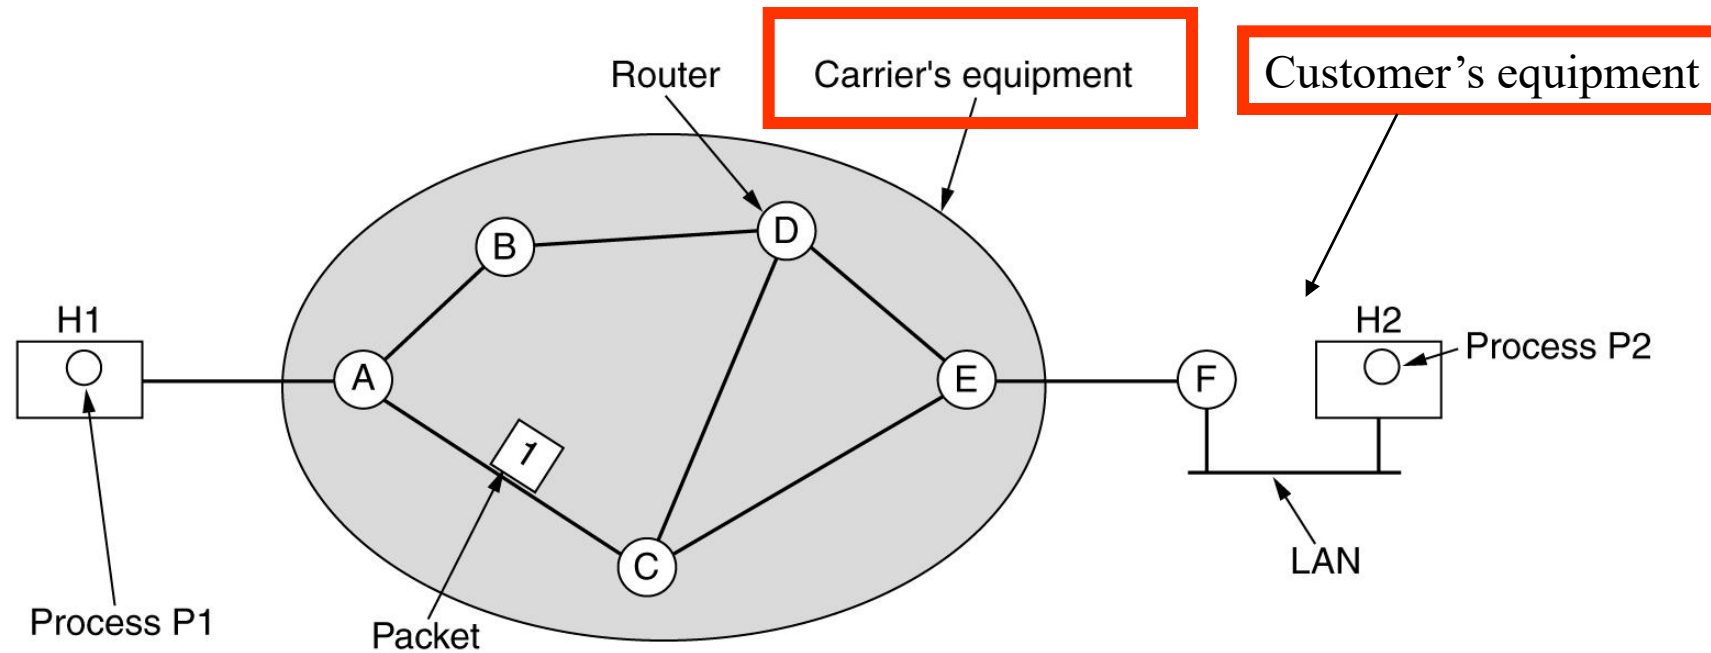 Router
Carrier's equipment
Customer’s equipment
B
D
H1
H2
Process P2
A
E
F
1
C
LAN
Process P1
Packet